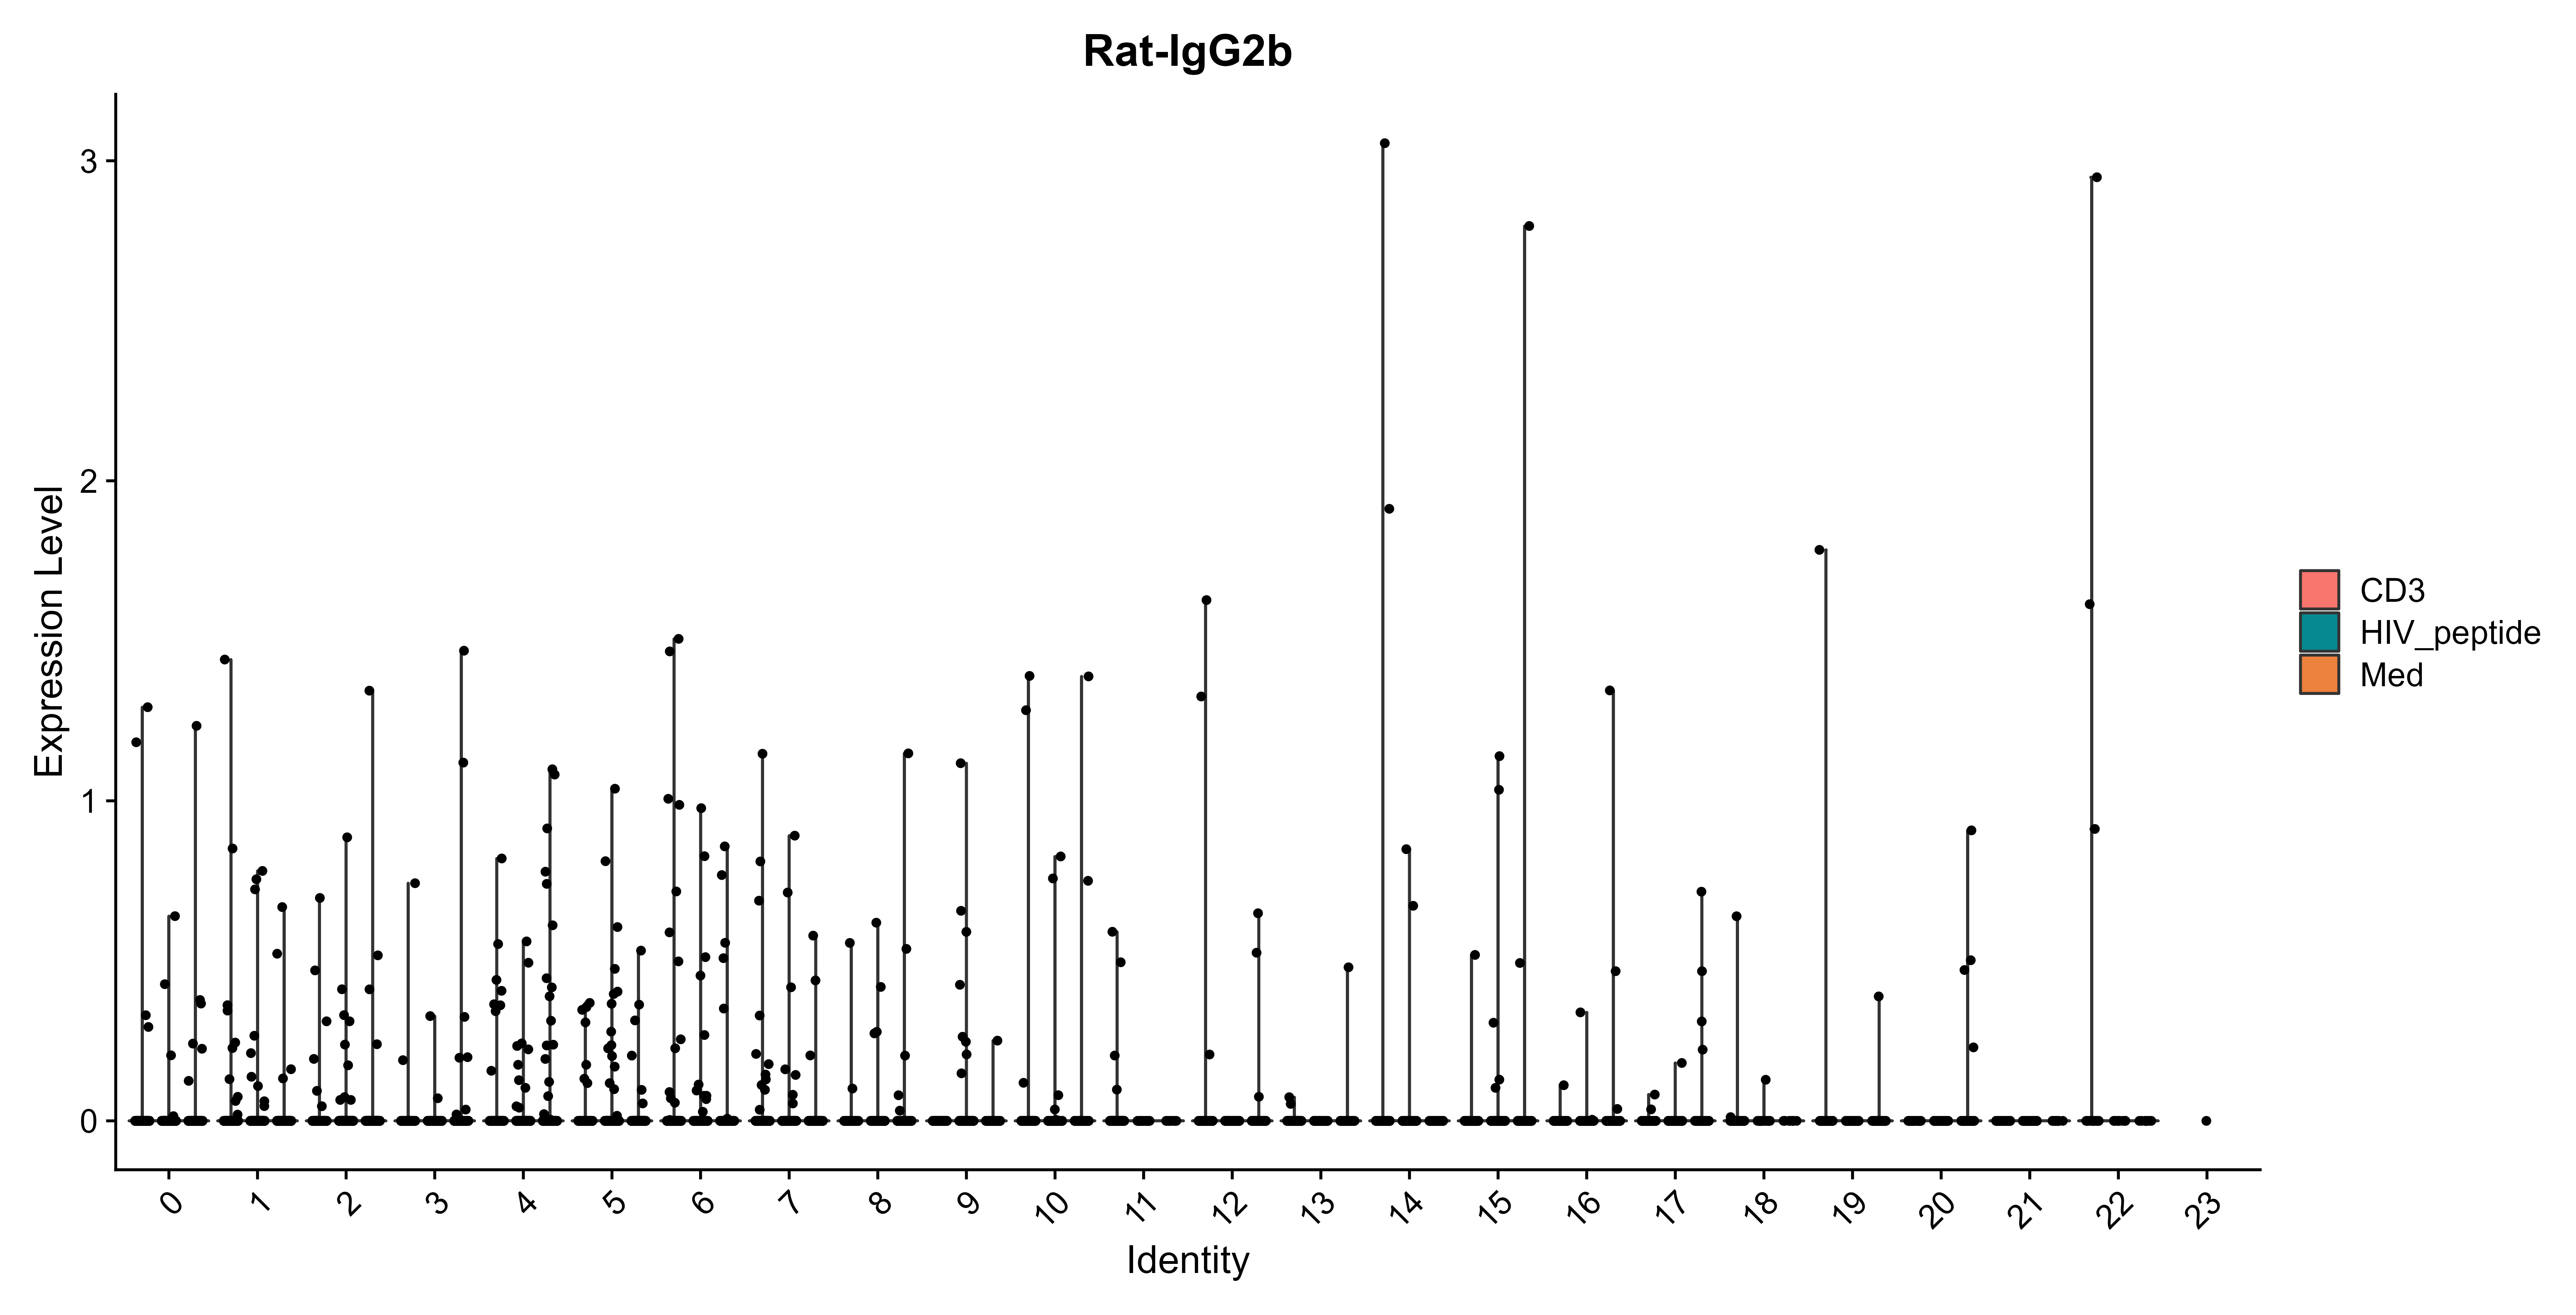 Rat-IgG2b
Expression Level
3
2
1
0
0 1 2 3 4 5 6 7 8 9 10 11 12 13 14 15 16 17 18 19 20 21 22 23
Identity
CD3
HIV_peptide
Med